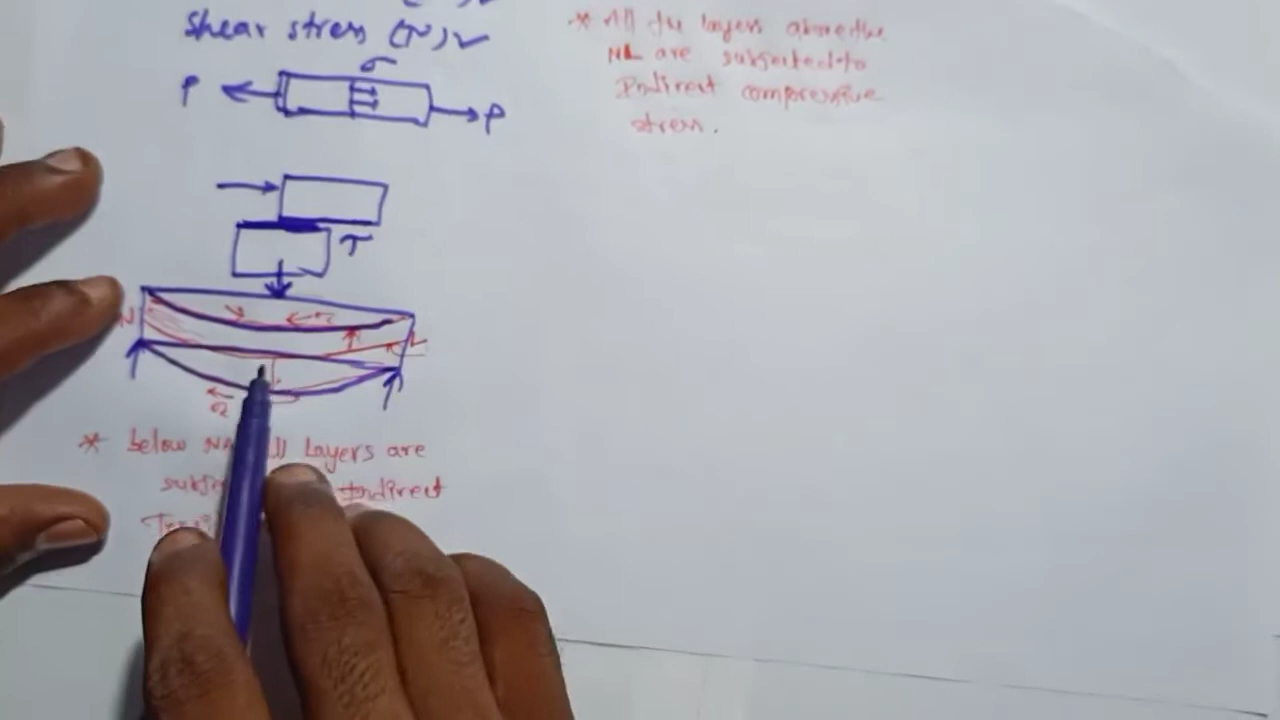 shear stress (τ) ✓
σ
P
P
τ
N
L
* All the layers above the
NL are subjected to
Indirect compressive
stress.
* below NA all Layers are
Indirect